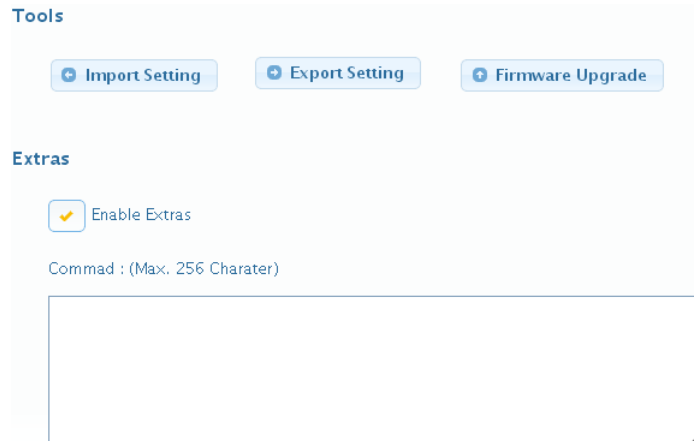 Tools
Import Setting Export Setting Firmware Upgrade
Extras
Enable Extras
Commad : (Max. 256 Charater)